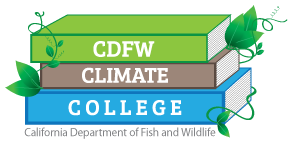 CDFW
CLIMATE
COLLEGE
California Department of Fish and Wildlife